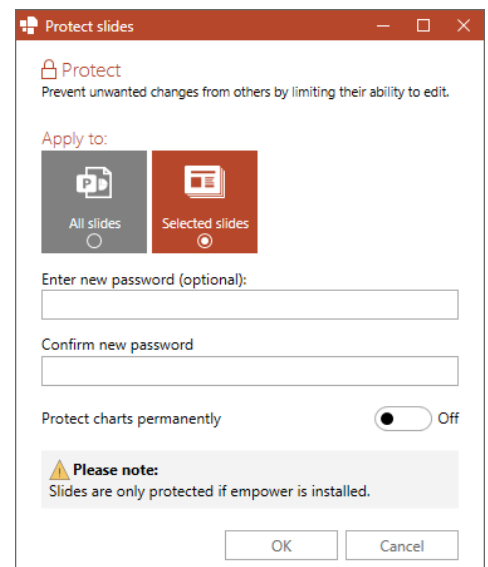 Protect slides
Protect
Prevent unwanted changes from others by limiting their ability to edit.
Apply to:
All slides
Selected slides
Enter new password (optional):
Confirm new password
Protect charts permanently
Off
Please note:
Slides are only protected if empower is installed.
OK
Cancel